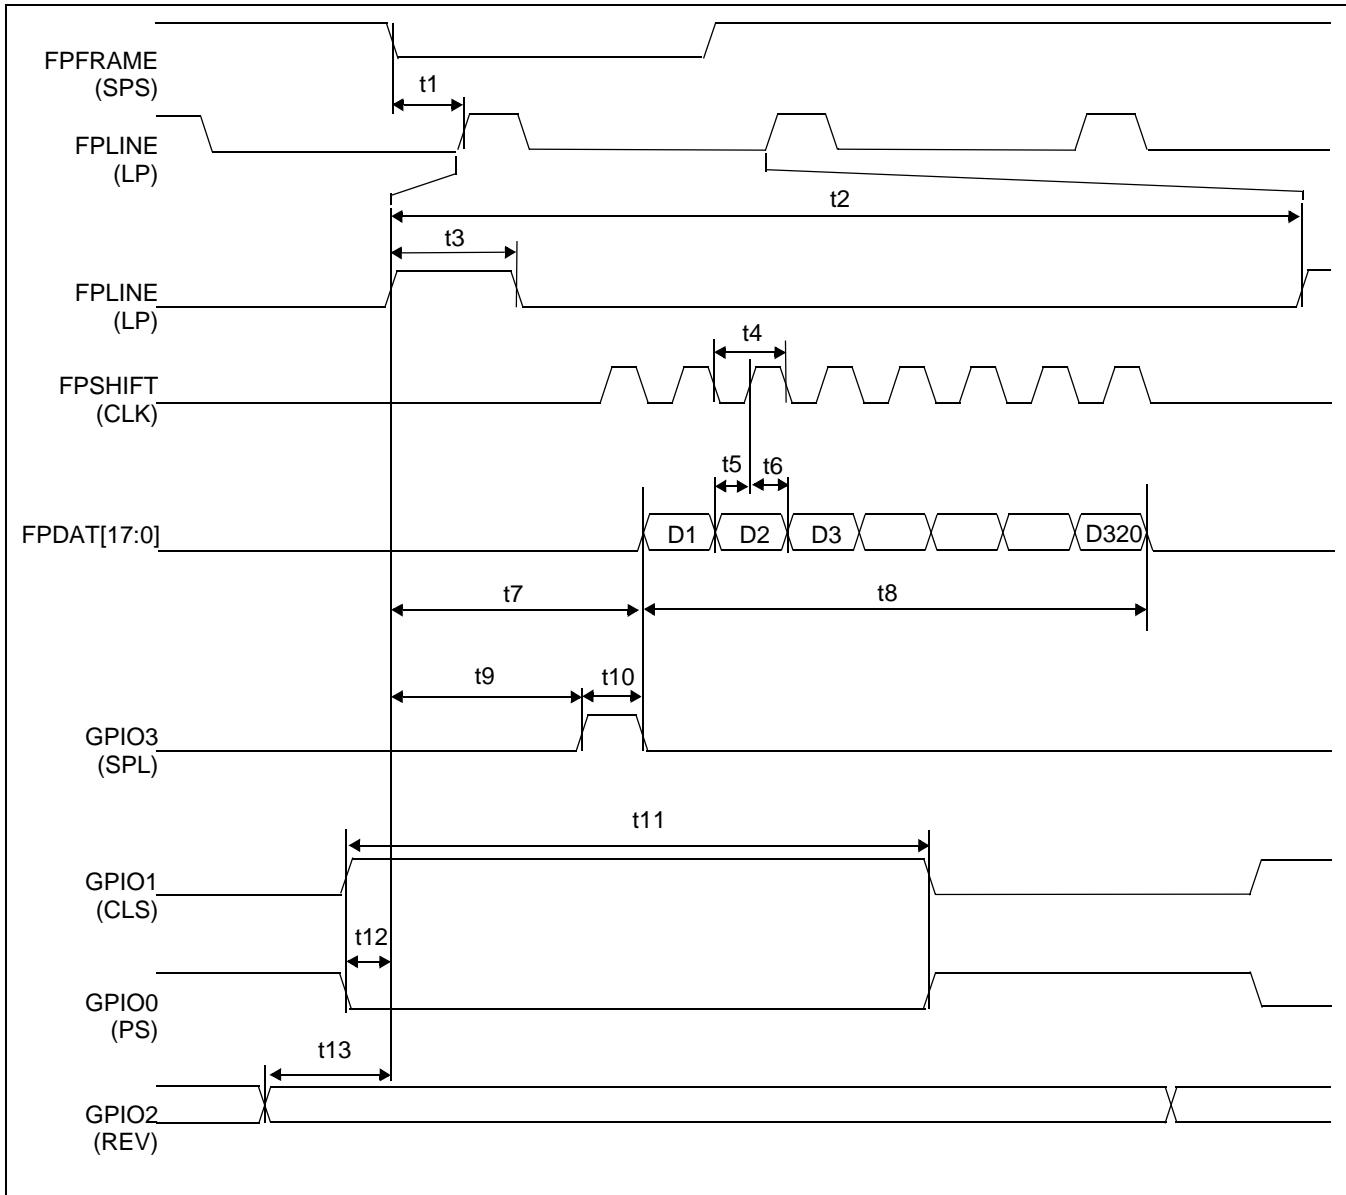 FPFRAME
(SPS)
t1
FPLINE
(LP)
t2
t3
FPLINE
(LP)
t4
FPSHIFT
(CLK)
t5 t6
FPDAT[17:0]
D1 D2 D3 D320
t7 t8
t9 t10
GPIO3
(SPL)
t11
GPIO1
(CLS)
t12
GPIO0
(PS)
t13
GPIO2
(REV)